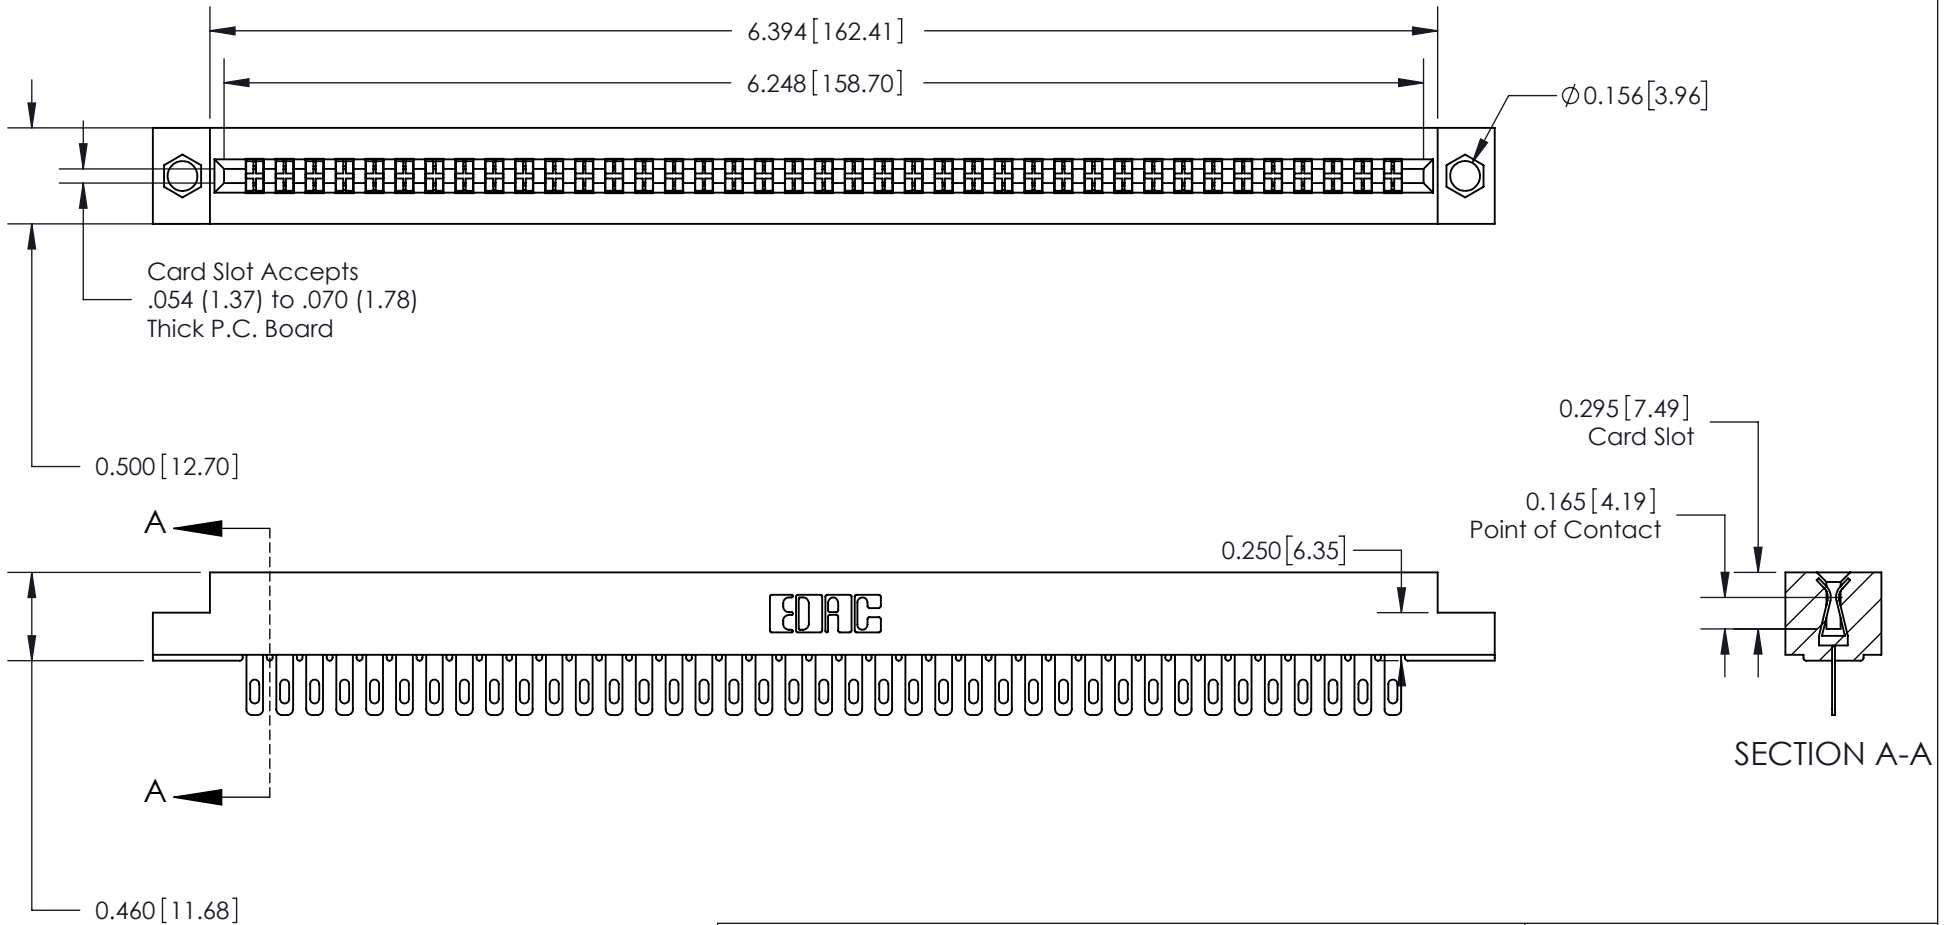 6.394[162.41]
6.248[158.70]
Ø0.156[3.96]
Card Slot Accepts
.054 (1.37) to .070 (1.78)
Thick P.C. Board
0.500[12.70]
0.295[7.49]
Card Slot
0.165[4.19]
Point of Contact
A
0.250[6.35]
EDAC
A
SECTION A-A
0.460[11.68]